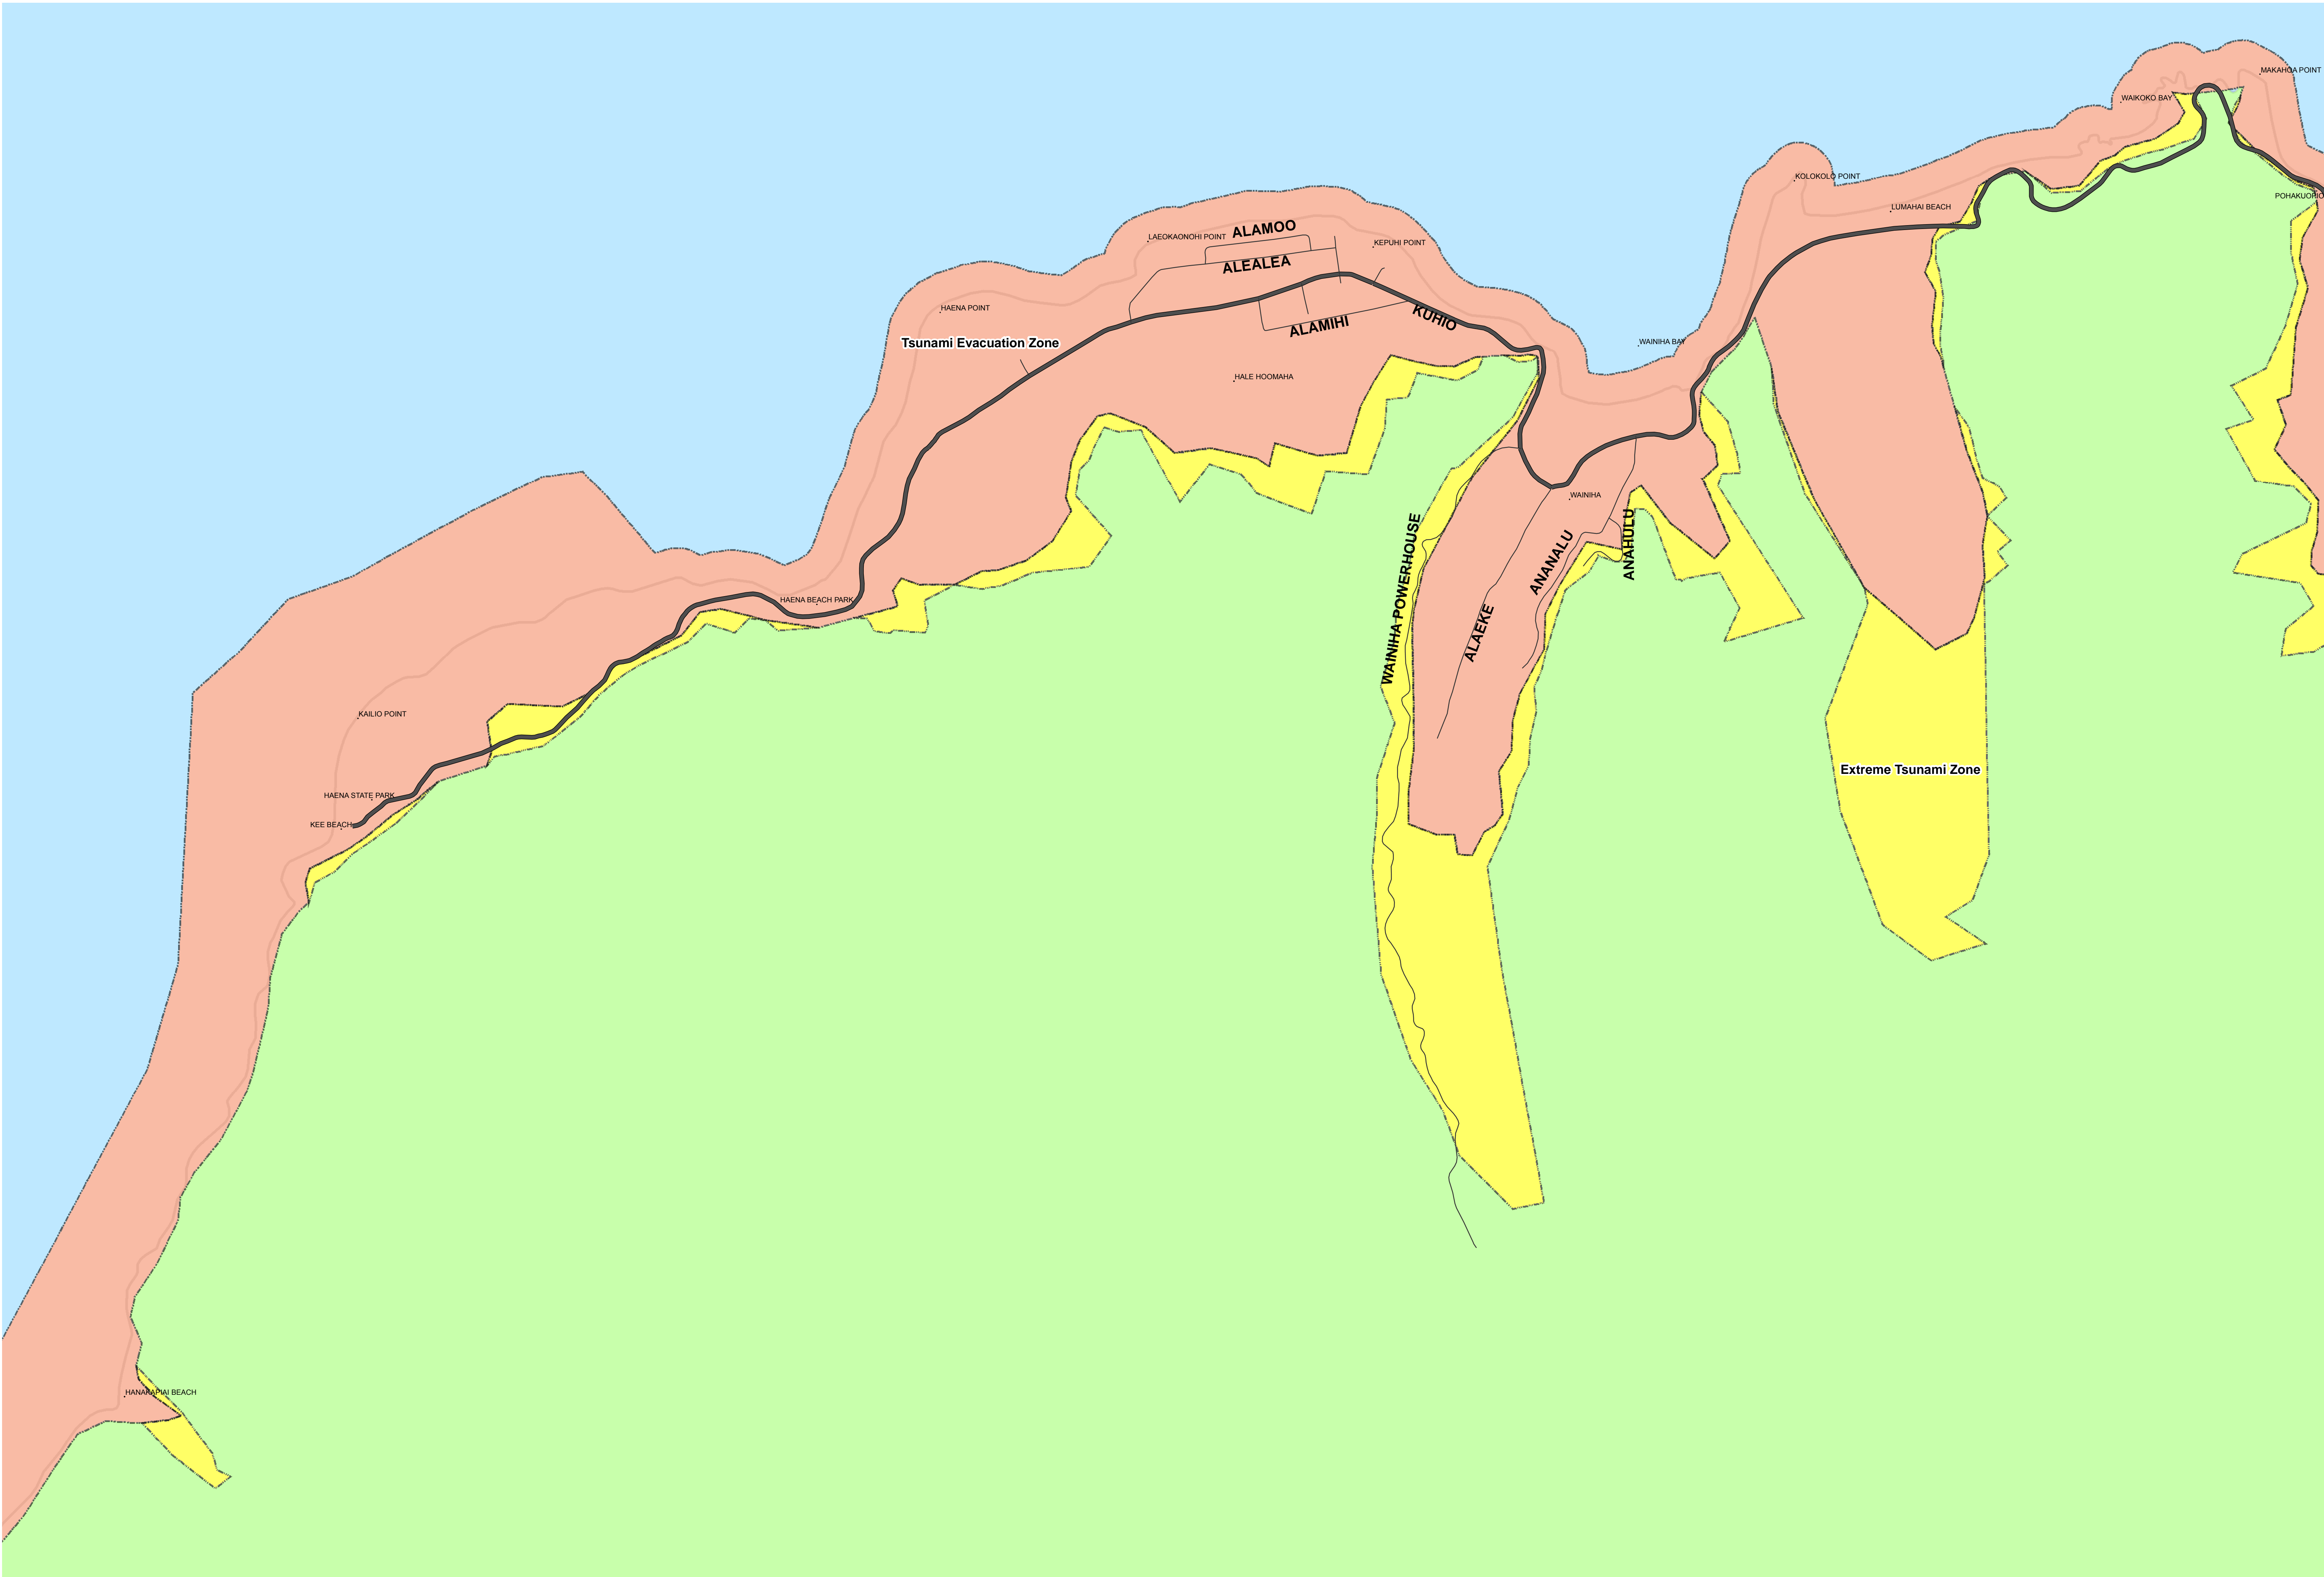 MAKAHOA POINT
WAIKOKO BAY
KOLOKOLO POINT
POHAKUOPIO
LUMAHAI BEACH
ALAMOO
LAEOKAONOHI POINT
KEPUHI POINT
ALEALEA
HAENA POINT
KUHIO
ALAMIHI
Tsunami Evacuation Zone
WAINIHA BAY
HALE HOOMAHA
WAINIHA
WAINIHA POWERHOUSE
ANAHULU
ANANALU
HAENA BEACH PARK
ALAEKE
KAILIO POINT
Extreme Tsunami Zone
HAENA STATE PARK
KEE BEACH
HANAKAPIAI BEACH